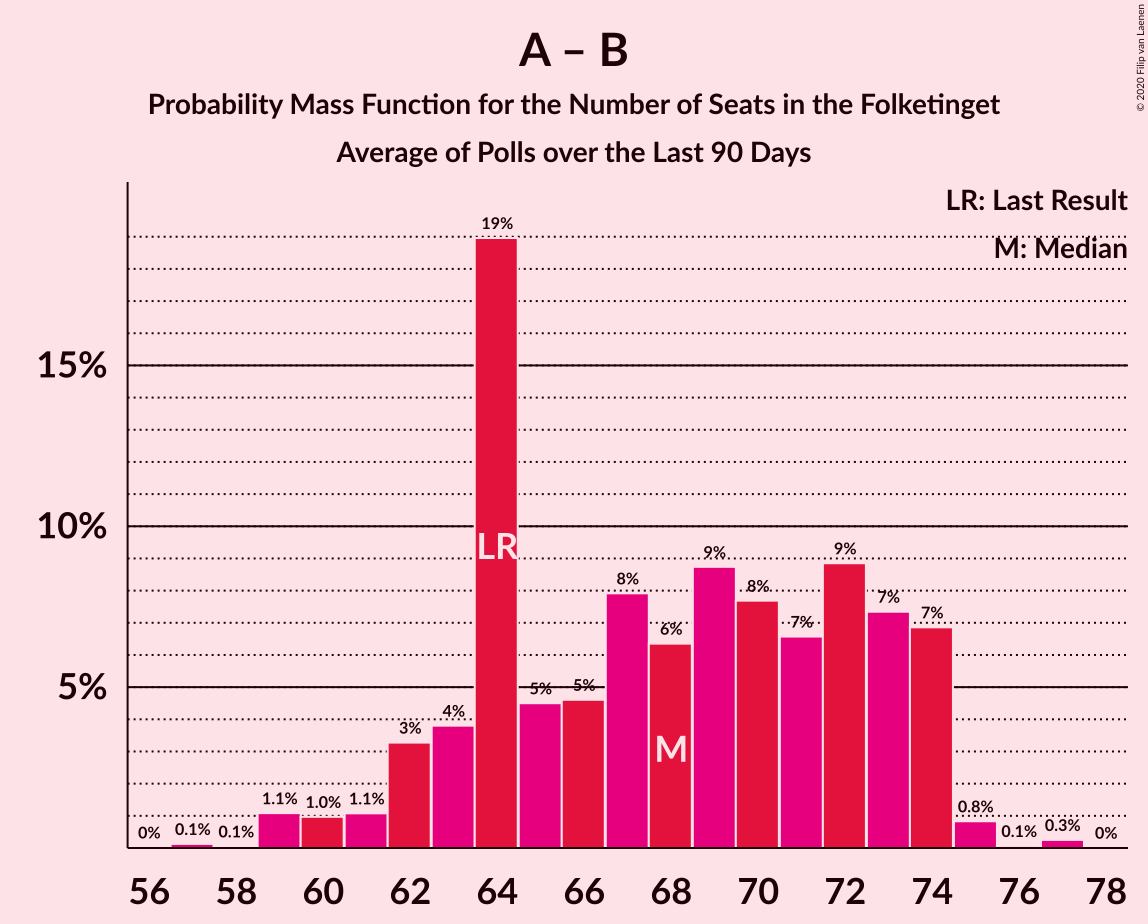 A – B
Probability Mass Function for the Number of Seats in the Folketinget
Average of Polls over the Last 90 Days
© 2020 Filip van Laenen
LR: Last Result
M: Median
15%
10%
5%
0%
0.1%
0.1%
1.1%
1.0%
1.1%
3%
4%
19%
5%
5%
8%
6%
9%
8%
7%
9%
7%
7%
0.8%
0.1%
0.3%
0%
LR
M
56 58 60 62 64 66 68 70 72 74 76 78